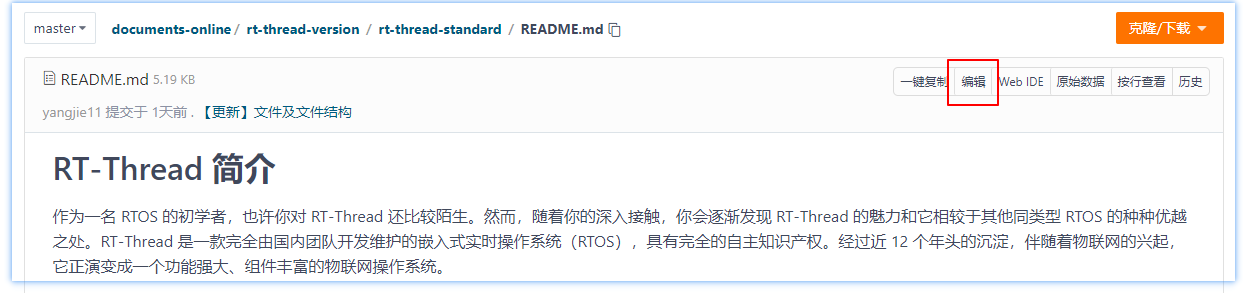 master documents-online / rt-thread-version / rt-thread-standard / README.md 克隆/下载
README.md 5.19 KB 一键复制 编辑 Web IDE 原始数据 按行查看 历史
yangjie11 提交于 1天前 . 【更新】文件及文件结构
RT-Thread 简介
作为一名 RTOS 的初学者，也许你对 RT-Thread 还比较陌生。然而，随着你的深入接触，你会逐渐发现 RT-Thread 的魅力和它相较于其他同类型 RTOS 的种种优越
之处。RT-Thread 是一款完全由国内团队开发维护的嵌入式实时操作系统（RTOS），具有完全的自主知识产权。经过近 12 个年头的沉淀，伴随着物联网的兴起，
它正演变成一个功能强大、组件丰富的物联网操作系统。